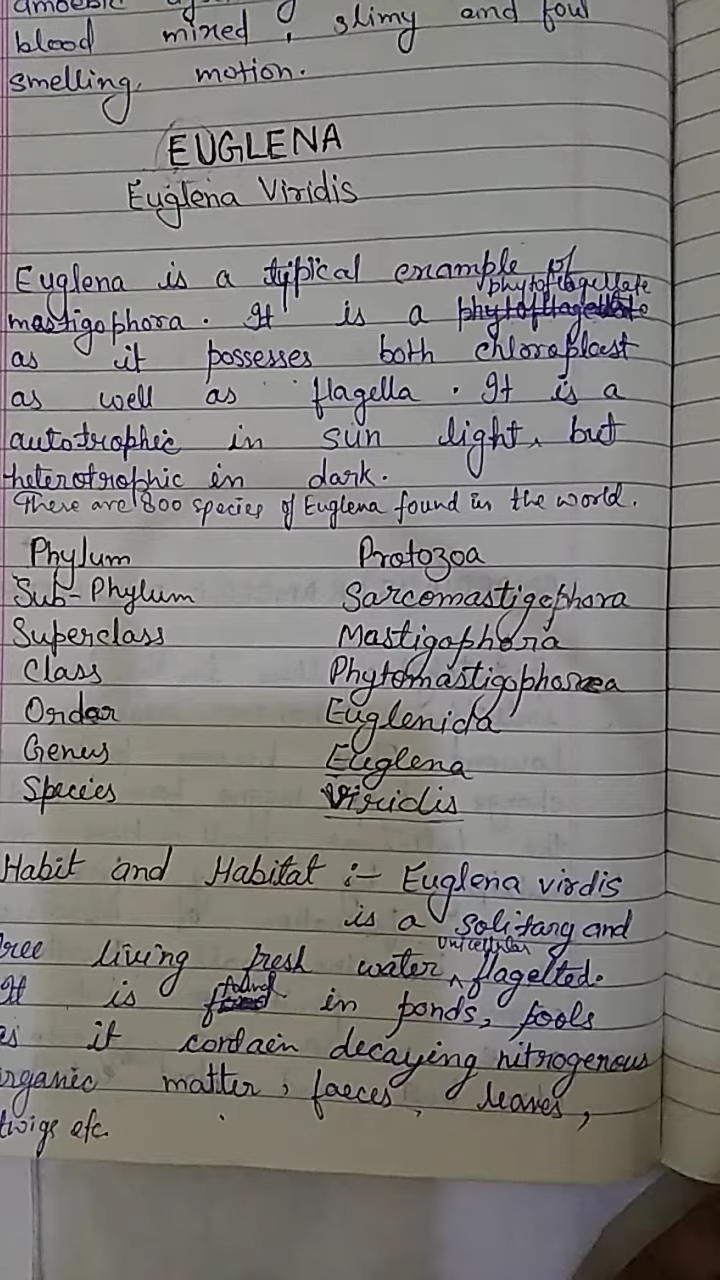 amoebic
blood mixed, slimy and foul
smelling, motion.
EUGLENA
Euglena Viridis
Euglena is a typical example of
phytoflagellate
mastigophora. It is a phytoflagellate
as it possesses both chloroplast
as well as flagella. It is a
autotrophic in sun light, but
heterotrophic in dark.
There are 800 species of Euglena found in the world.
Phylum Protozoa
Sub-Phylum Sarcomastigophora
Superclass Mastigophora
Class Phytomastigophorea
Order Euglenida
Genus Euglena
Species Viridis
Habit and Habitat :- Euglena virdis
is a solitary and
free living fresh water ^ unicellular flagelted.
It is found in ponds, pools
as it contain decaying nitrogenous
organic matter, faeces, leaves,
twigs etc.